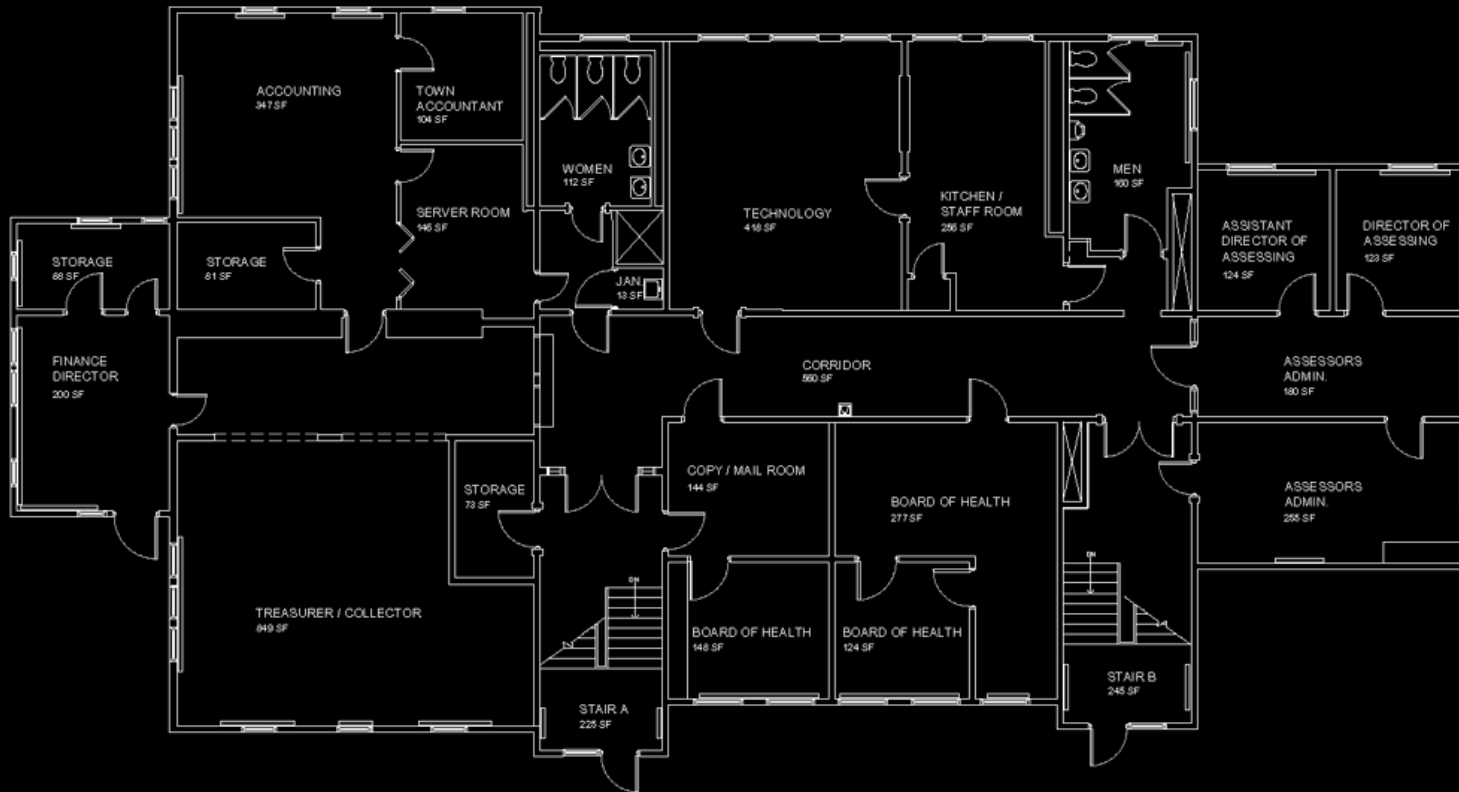 ACCOUNTING
347 SF
TOWN
ACCOUNTANT
104 SF
WOMEN
112 SF
SERVER ROOM
146 SF
STORAGE
88 SF
STORAGE
81 SF
JAN.
13 SF
TECHNOLOGY
418 SF
KITCHEN /
STAFF ROOM
256 SF
MEN
160 SF
ASSISTANT
DIRECTOR OF
ASSESSING
124 SF
DIRECTOR OF
ASSESSING
123 SF
FINANCE
DIRECTOR
200 SF
CORRIDOR
560 SF
ASSESSORS
ADMIN.
180 SF
STORAGE
73 SF
COPY / MAIL ROOM
144 SF
BOARD OF HEALTH
277 SF
ASSESSORS
ADMIN.
255 SF
TREASURER / COLLECTOR
849 SF
DN
BOARD OF HEALTH
148 SF
BOARD OF HEALTH
124 SF
DN
STAIR A
225 SF
STAIR B
245 SF